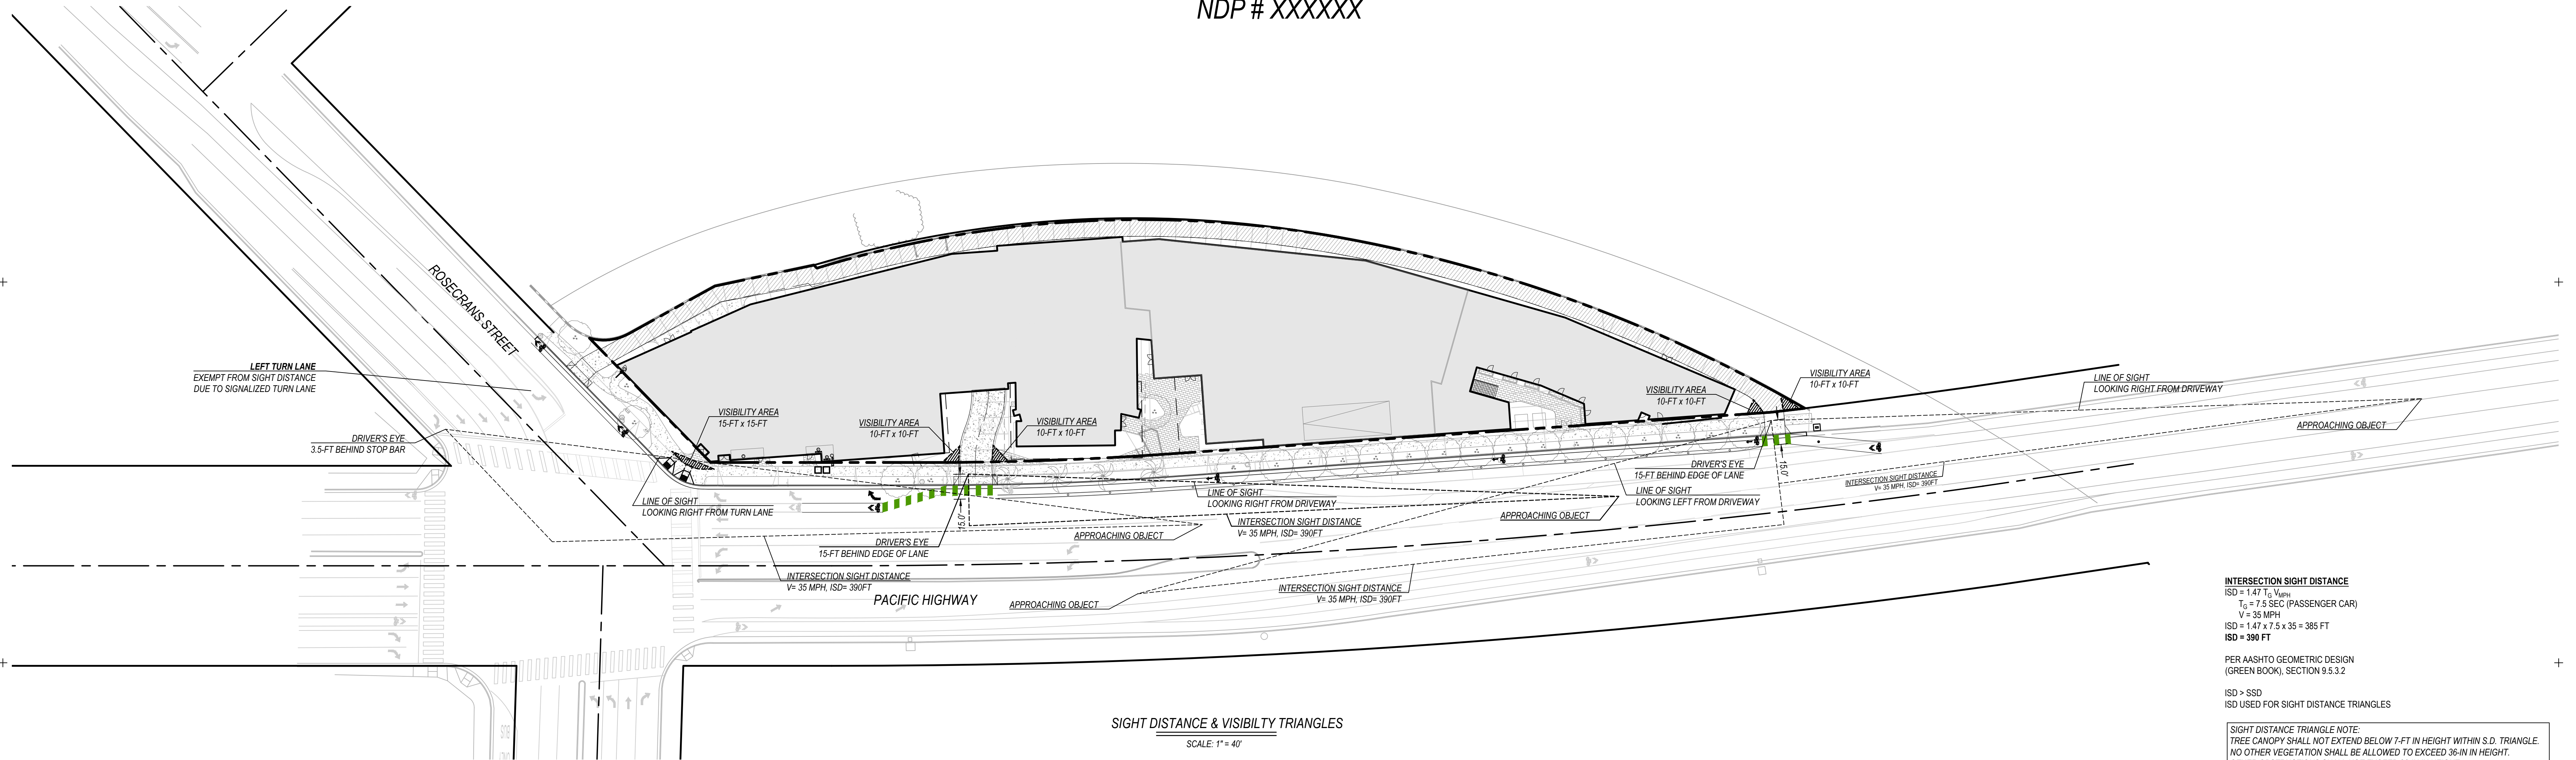 NDP # XXXXXX
ROSECRANS STREET
LEFT TURN LANE
EXEMPT FROM SIGHT DISTANCE
DUE TO SIGNALIZED TURN LANE
DRIVER'S EYE
3.5-FT BEHIND STOP BAR
VISIBILITY AREA
15-FT x 15-FT
VISIBILITY AREA
10-FT x 10-FT
VISIBILITY AREA
10-FT x 10-FT
VISIBILITY AREA
10-FT x 10-FT
VISIBILITY AREA
10-FT x 10-FT
LINE OF SIGHT
LOOKING RIGHT FROM DRIVEWAY
APPROACHING OBJECT
LINE OF SIGHT
LOOKING RIGHT FROM TURN LANE
DRIVER'S EYE
15-FT BEHIND EDGE OF LANE
15.0'
LINE OF SIGHT
LOOKING RIGHT FROM DRIVEWAY
INTERSECTION SIGHT DISTANCE
V= 35 MPH, ISD= 390FT
APPROACHING OBJECT
APPROACHING OBJECT
DRIVER'S EYE
15-FT BEHIND EDGE OF LANE
LINE OF SIGHT
LOOKING LEFT FROM DRIVEWAY
15.0'
INTERSECTION SIGHT DISTANCE
V= 35 MPH, ISD= 390FT
INTERSECTION SIGHT DISTANCE
V= 35 MPH, ISD= 390FT
PACIFIC HIGHWAY
APPROACHING OBJECT
INTERSECTION SIGHT DISTANCE
V= 35 MPH, ISD= 390FT
INTERSECTION SIGHT DISTANCE
ISD = 1.47 TG VMPH
TG = 7.5 SEC (PASSENGER CAR)
V = 35 MPH
ISD = 1.47 x 7.5 x 35 = 385 FT
ISD = 390 FT
PER AASHTO GEOMETRIC DESIGN
(GREEN BOOK), SECTION 9.5.3.2
ISD > SSD
ISD USED FOR SIGHT DISTANCE TRIANGLES
SIGHT DISTANCE TRIANGLE NOTE:
TREE CANOPY SHALL NOT EXTEND BELOW 7-FT IN HEIGHT WITHIN S.D. TRIANGLE.
NO OTHER VEGETATION SHALL BE ALLOWED TO EXCEED 36-IN IN HEIGHT.
SIGHT DISTANCE & VISIBILTY TRIANGLES
SCALE: 1" = 40'